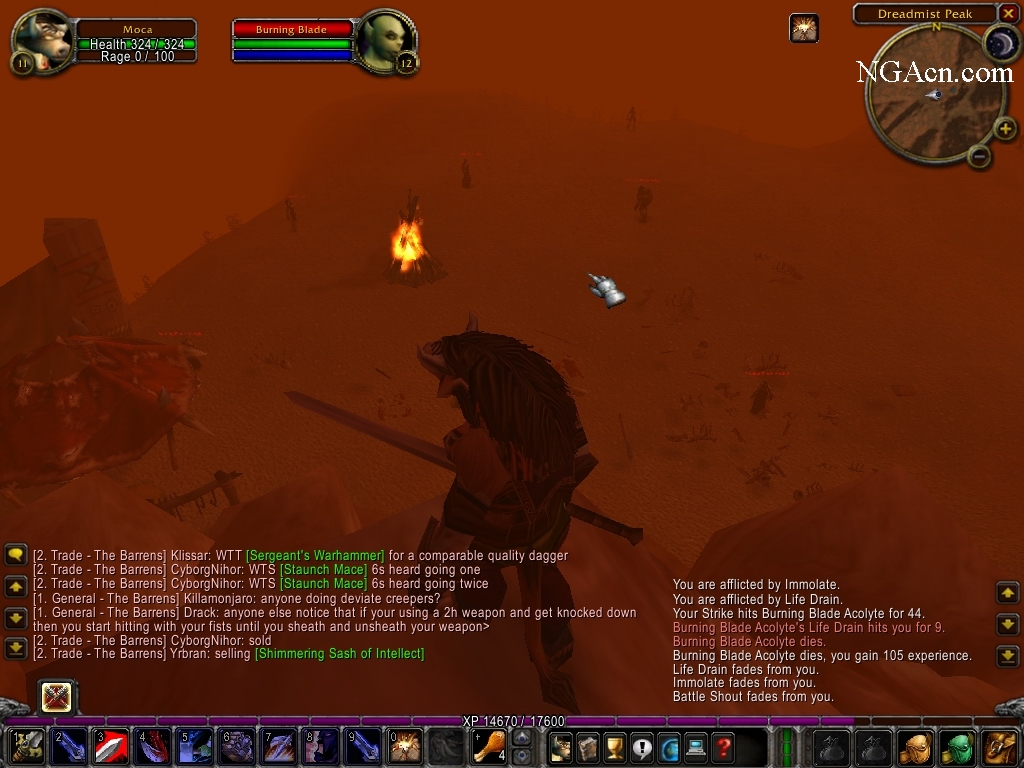 Moca
Health 324 / 324
Rage 0 / 100
11
Burning Blade
12
Dreadmist Peak
N
NGAcn.com
[2. Trade - The Barrens] Klissar: WTT [Sergeant's Warhammer] for a comparable quality dagger
[2. Trade - The Barrens] CyborgNihor: WTS [Staunch Mace] 6s heard going one
[2. Trade - The Barrens] CyborgNihor: WTS [Staunch Mace] 6s heard going twice
[1. General - The Barrens] Killamonjaro: anyone doing deviate creepers?
[1. General - The Barrens] Drack: anyone else notice that if your using a 2h weapon and get knocked down
then you start hitting with your fists until you sheath and unsheath your weapon>
[2. Trade - The Barrens] CyborgNihor: sold
[2. Trade - The Barrens] Yrbran: selling [Shimmering Sash of Intellect]
You are afflicted by Immolate.
You are afflicted by Life Drain.
Your Strike hits Burning Blade Acolyte for 44.
Burning Blade Acolyte's Life Drain hits you for 9.
Burning Blade Acolyte dies.
Burning Blade Acolyte dies, you gain 105 experience.
Life Drain fades from you.
Immolate fades from you.
Battle Shout fades from you.
XP 14670 / 17600
1 2 3 4 5 6 7 8 9 0 + 4